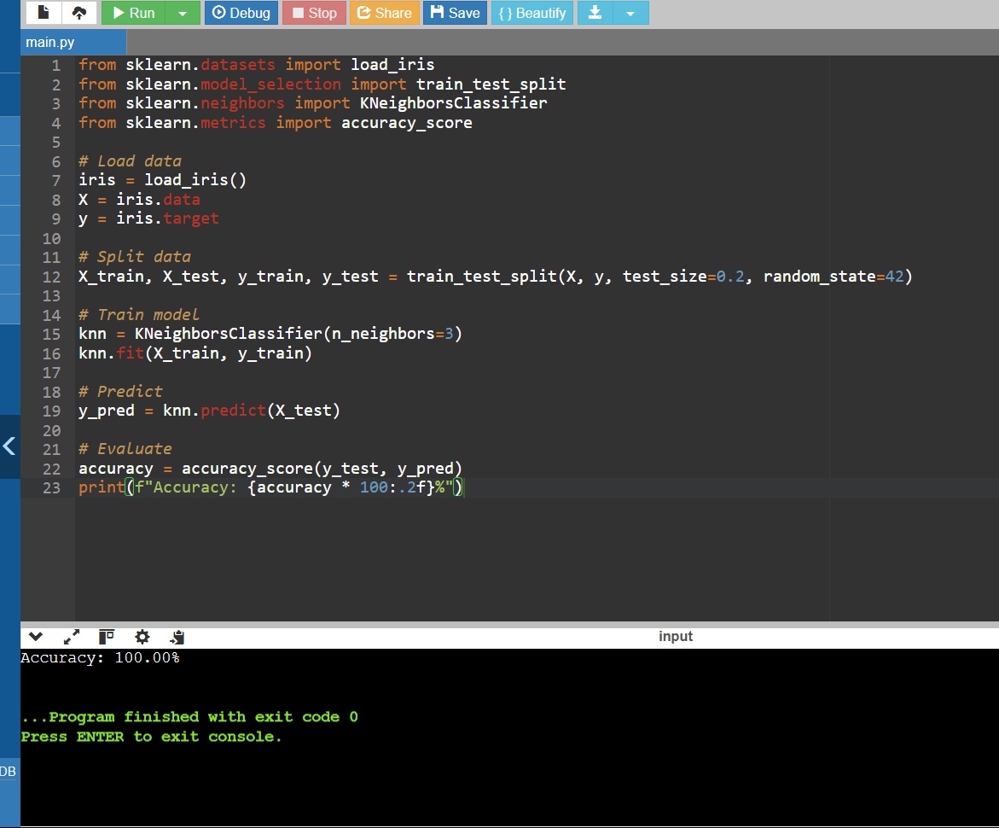 Run Debug Stop Share Save { } Beautify
main.py
1 from sklearn.datasets import load_iris
2 from sklearn.model_selection import train_test_split
3 from sklearn.neighbors import KNeighborsClassifier
4 from sklearn.metrics import accuracy_score
5
6 # Load data
7 iris = load_iris()
8 X = iris.data
9 y = iris.target
10
11 # Split data
12 X_train, X_test, y_train, y_test = train_test_split(X, y, test_size=0.2, random_state=42)
13
14 # Train model
15 knn = KNeighborsClassifier(n_neighbors=3)
16 knn.fit(X_train, y_train)
17
18 # Predict
19 y_pred = knn.predict(X_test)
20
21 # Evaluate
22 accuracy = accuracy_score(y_test, y_pred)
23 print(f"Accuracy: {accuracy * 100:.2f}%")
input
Accuracy: 100.00%
...Program finished with exit code 0
Press ENTER to exit console.
DB